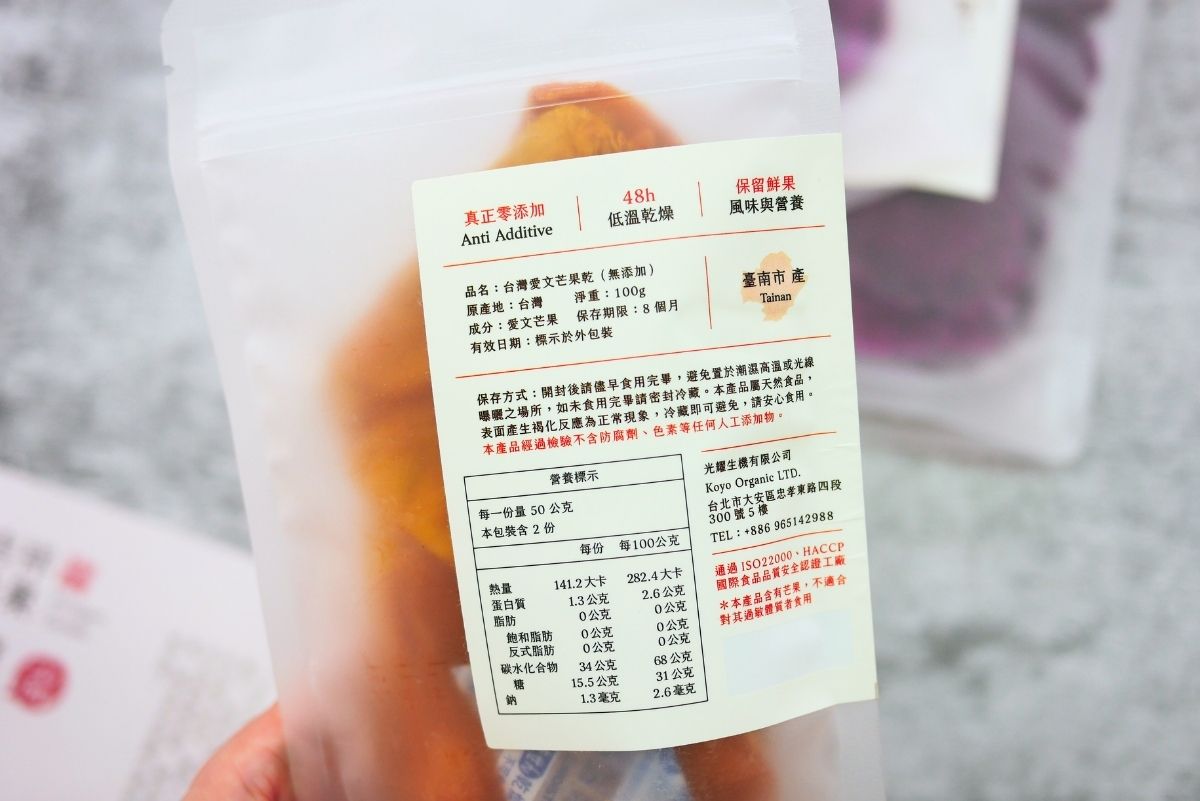 真正零添加
Anti Additive
48h
低溫乾燥
保留鮮果
風味與營養
品名：台灣愛文芒果乾（無添加）
原產地：台灣　淨重：100g
成分：愛文芒果　保存期限：8 個月
有效日期：標示於外包裝
臺南市 產
Tainan
保存方式：開封後請儘早食用完畢，避免置於潮濕高溫或光線
曝曬之場所，如未食用完畢請密封冷藏。本產品屬天然食品，
表面產生褐化反應為正常現象，冷藏即可避免，請安心食用。
本產品經過檢驗不含防腐劑、色素等任何人工添加物。
營養標示
每一份量 50 公克
本包裝含 2 份
每份　每100公克
熱量　141.2大卡　282.4大卡
蛋白質　1.3公克　2.6公克
脂肪　0公克　0公克
飽和脂肪　0公克　0公克
反式脂肪　0公克　0公克
碳水化合物　34公克　68公克
糖　15.5公克　31公克
鈉　1.3毫克　2.6毫克
光耀生機有限公司
Koyo Organic LTD.
台北市大安區忠孝東路四段
300 號 5 樓
TEL：+886 965142988
通過 ISO22000、HACCP
國際食品品質安全認證工廠
＊本產品含有芒果，不適合
對其過敏體質者食用